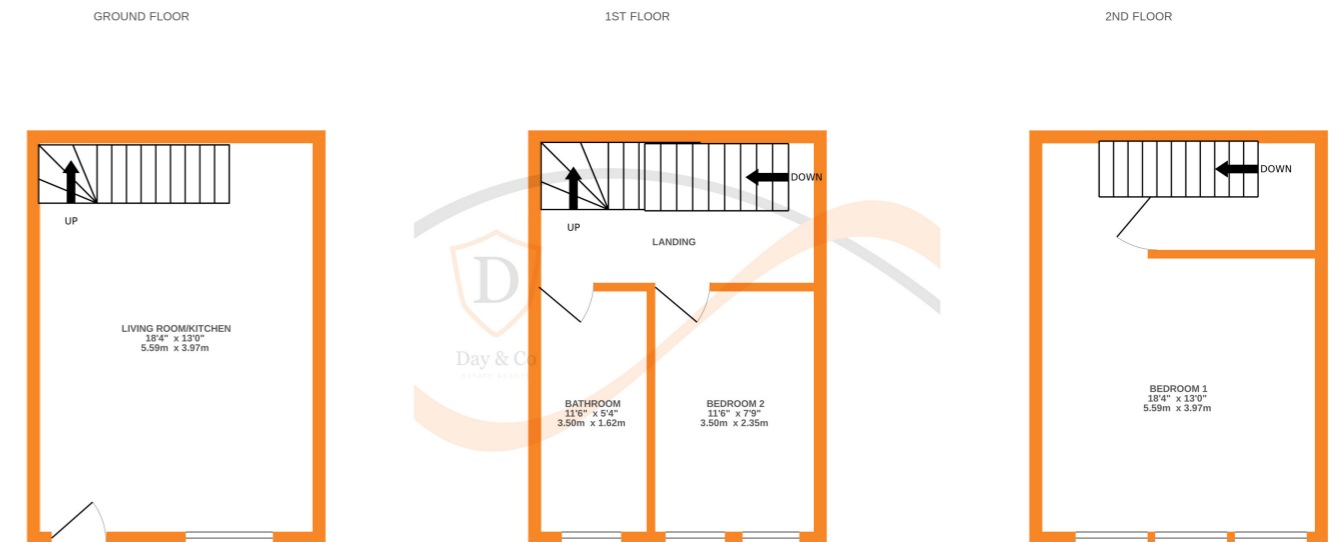 GROUND FLOOR
UP
LIVING ROOM/KITCHEN
18'4" x 13'0"
5.59m x 3.97m
1ST FLOOR
DOWN
UP
LANDING
D
Day & Co
ESTATE AGENTS
BATHROOM
11'6" x 5'4"
3.50m x 1.62m
BEDROOM 2
11'6" x 7'9"
3.50m x 2.35m
2ND FLOOR
DOWN
BEDROOM 1
18'4" x 13'0"
5.59m x 3.97m